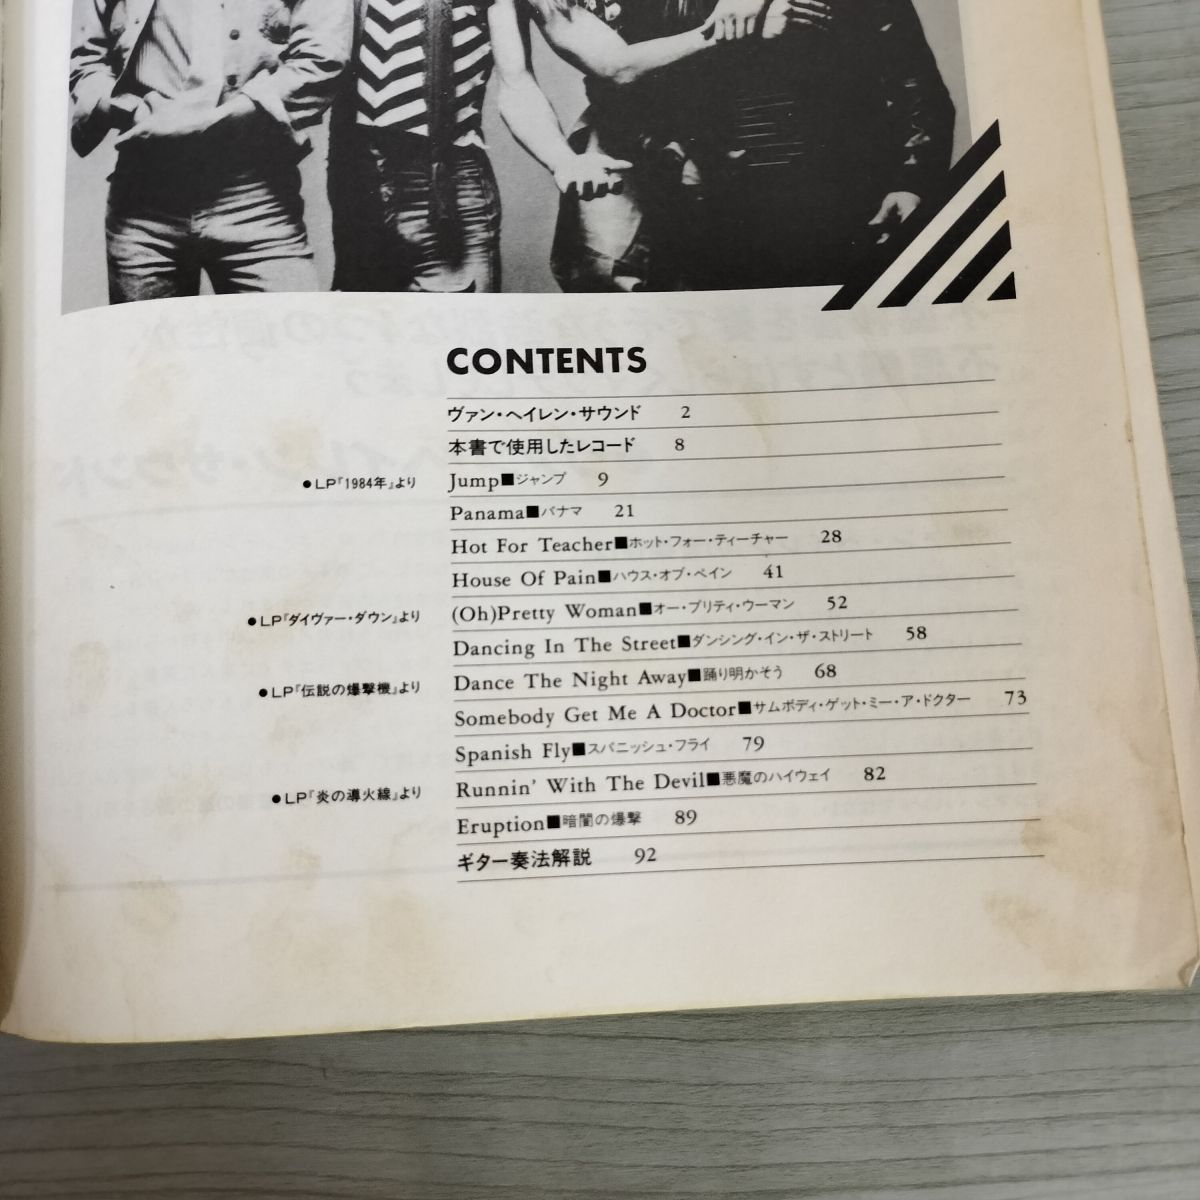 CONTENTS
ヴァン・ヘイレン・サウンド 2
本書で使用したレコード 8
●LP『1984年』より Jump■ジャンプ 9
Panama■パナマ 21
Hot For Teacher■ホット・フォー・ティーチャー 28
House Of Pain■ハウス・オブ・ペイン 41
●LP『ダイヴァー・ダウン』より (Oh)Pretty Woman■オー・プリティ・ウーマン 52
Dancing In The Street■ダンシング・イン・ザ・ストリート 58
●LP『伝説の爆撃機』より Dance The Night Away■踊り明かそう 68
Somebody Get Me A Doctor■サムボディ・ゲット・ミー・ア・ドクター 73
Spanish Fly■スパニッシュ・フライ 79
●LP『炎の導火線』より Runnin' With The Devil■悪魔のハイウェイ 82
Eruption■暗闇の爆撃 89
ギター奏法解説 92